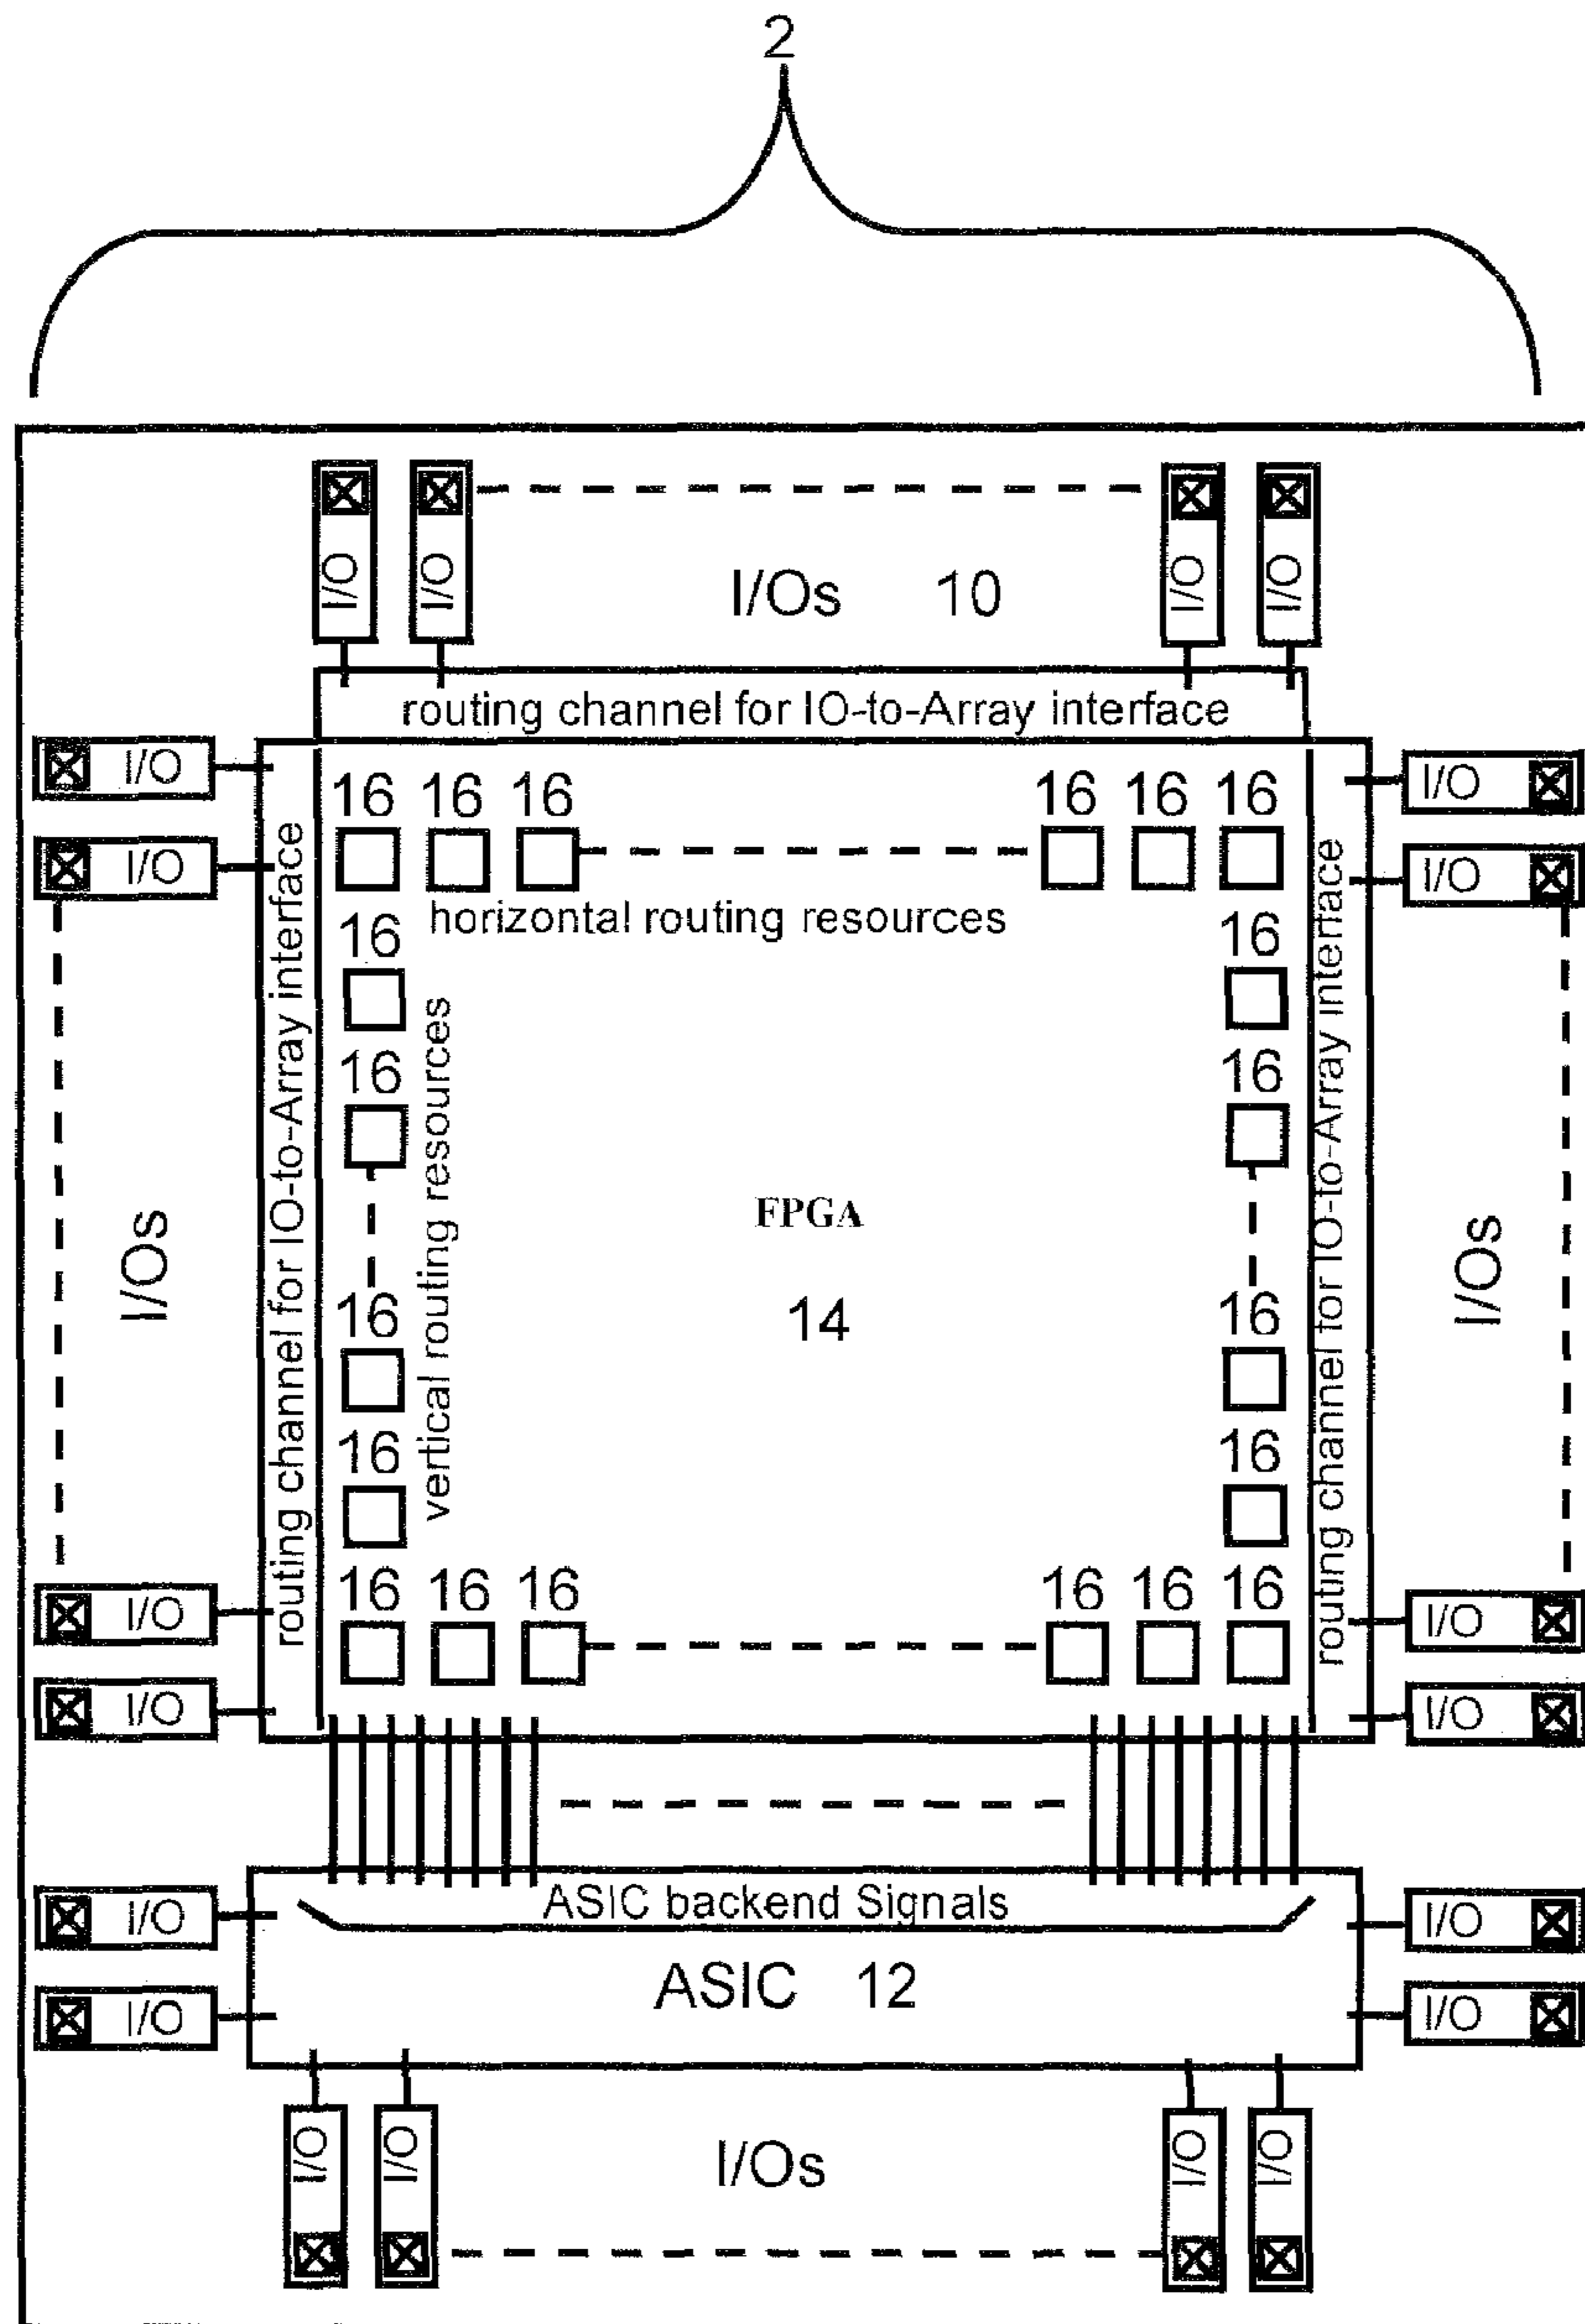 2
I/O I/O I/Os 10 I/O I/O
routing channel for IO-to-Array interface
I/O I/O
I/O I/O
16 16 16 16 16 16
horizontal routing resources
16 16
16 16
routing channel for IO-to-Array interface
vertical routing resources
routing channel for IO-to-Array interface
I/Os
FPGA
14
I/Os
16 16
16 16
16 16 16 16 16 16
I/O I/O
I/O I/O
ASIC backend Signals
I/O I/O
ASIC 12
I/O I/O
I/O I/O I/Os I/O I/O